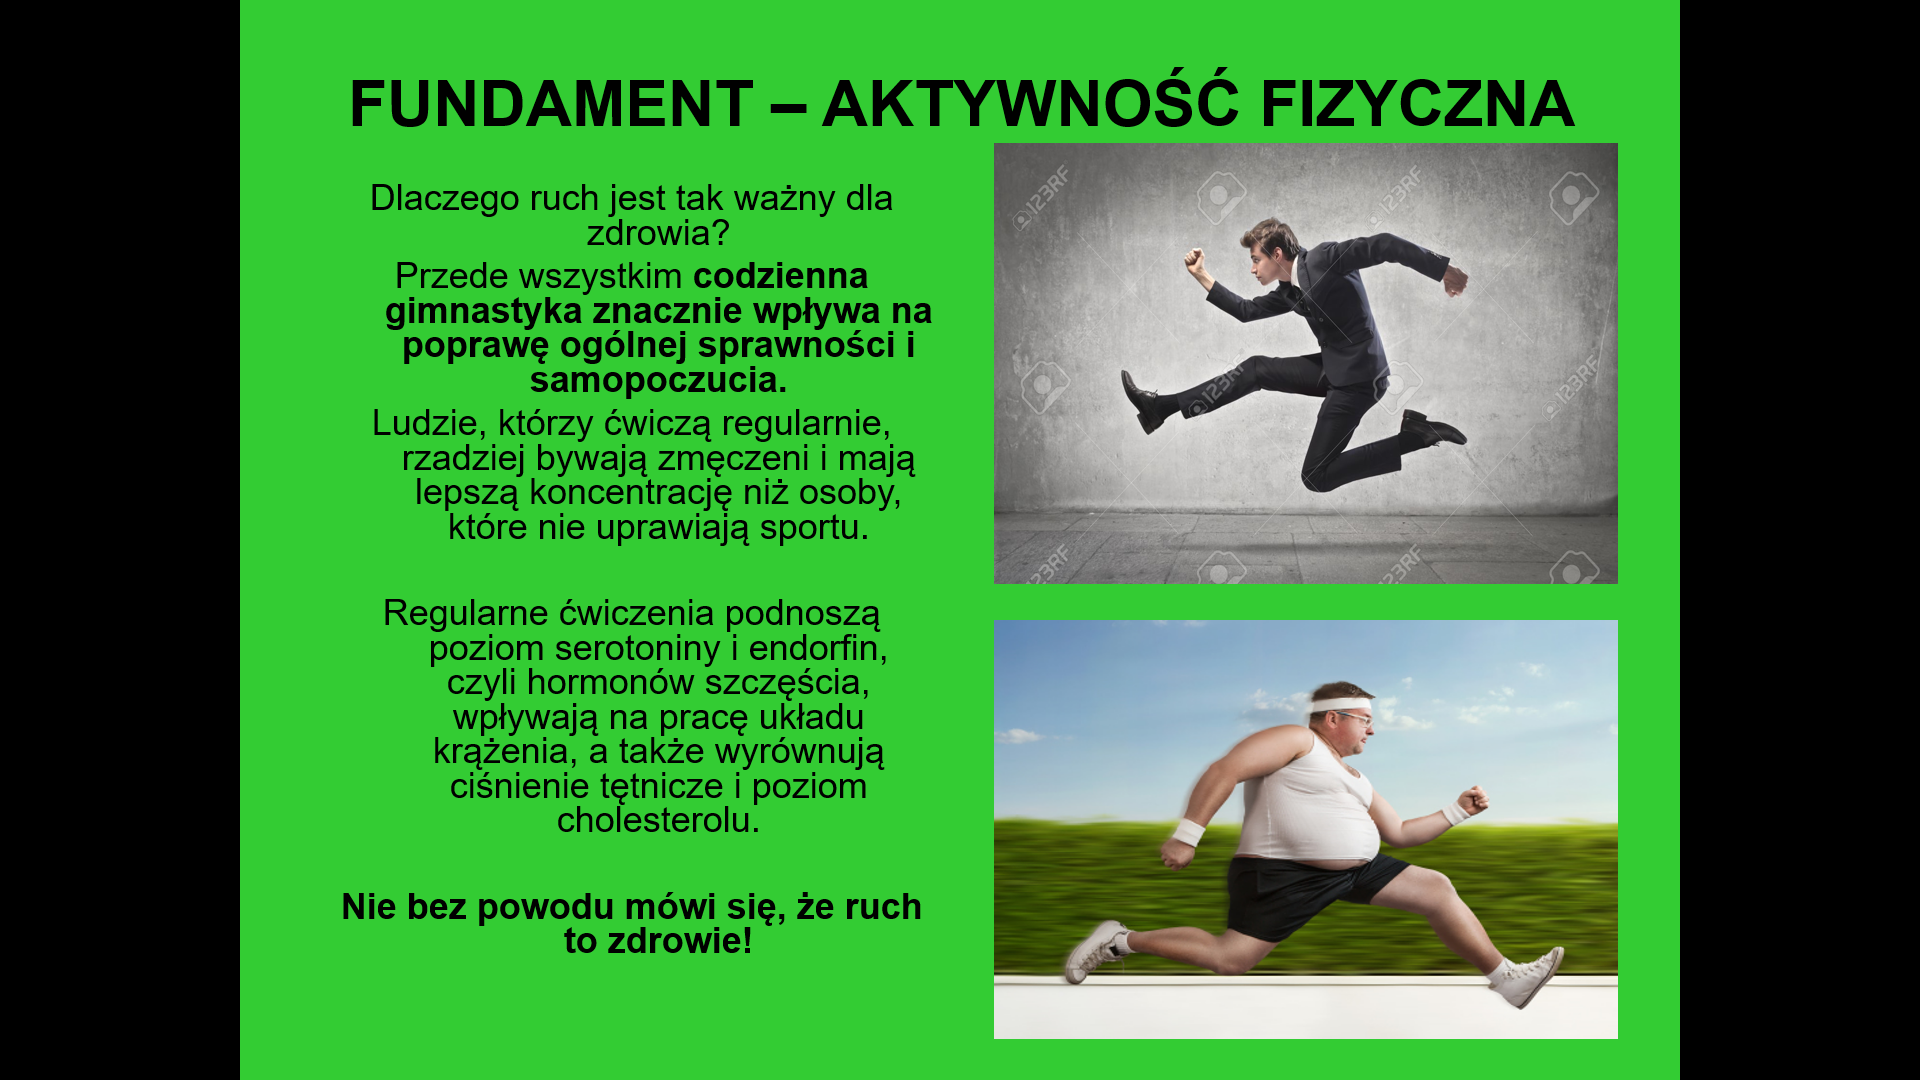 FUNDAMENT – AKTYWNOŚĆ FIZYCZNA
Dlaczego ruch jest tak ważny dla
zdrowia?
Przede wszystkim codzienna
gimnastyka znacznie wpływa na
poprawę ogólnej sprawności i
samopoczucia.
Ludzie, którzy ćwiczą regularnie,
rzadziej bywają zmęczeni i mają
lepszą koncentrację niż osoby,
które nie uprawiają sportu.
Regularne ćwiczenia podnoszą
poziom serotoniny i endorfin,
czyli hormonów szczęścia,
wpływają na pracę układu
krążenia, a także wyrównują
ciśnienie tętnicze i poziom
cholesterolu.
Nie bez powodu mówi się, że ruch
to zdrowie!
123RF
123RF
123RF
123RF
123RF
123RF